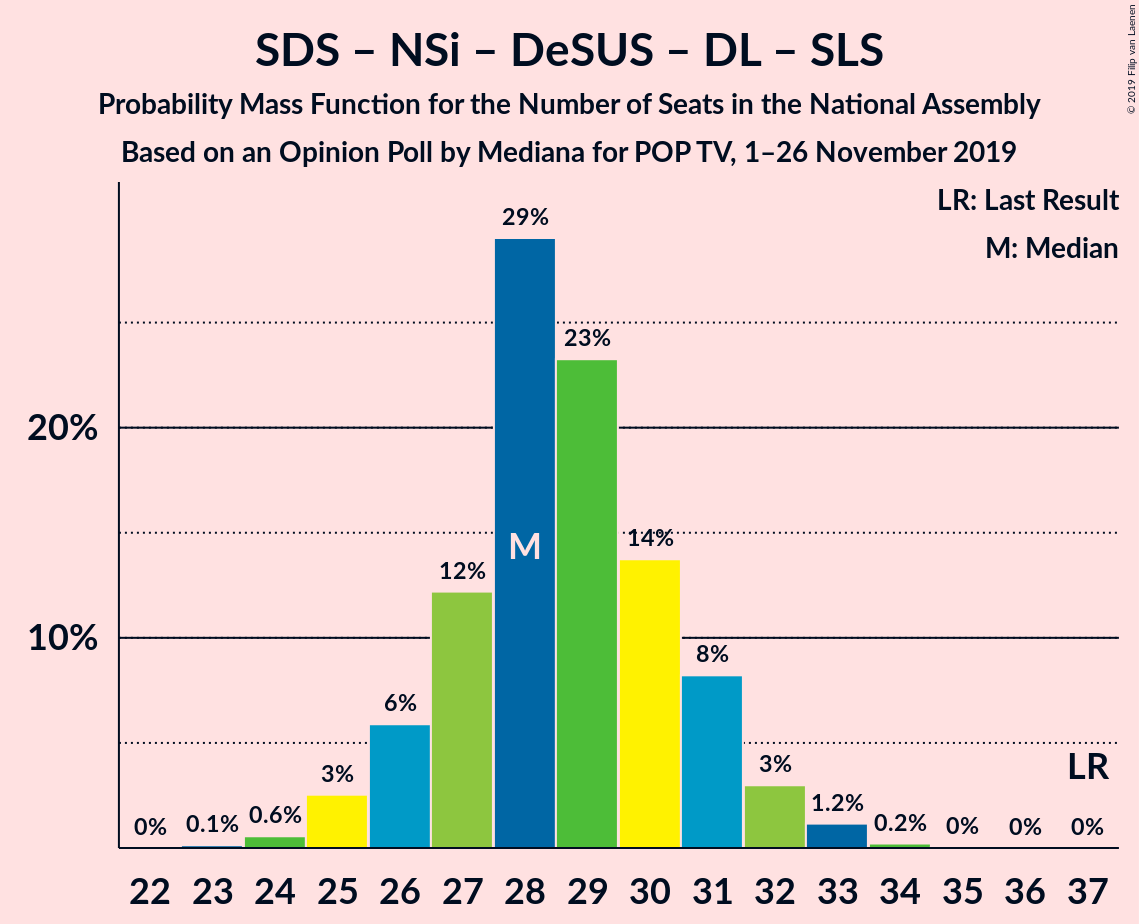 SDS – NSi – DeSUS – DL – SLS
Probability Mass Function for the Number of Seats in the National Assembly
Based on an Opinion Poll by Mediana for POP TV, 1–26 November 2019
© 2019 Filip van Laenen
LR: Last Result
M: Median
20%
10%
0%
0.1%
0.6%
3%
6%
12%
29%
23%
14%
8%
3%
1.2%
0.2%
0%
0%
0%
M
LR
22 23 24 25 26 27 28 29 30 31 32 33 34 35 36 37